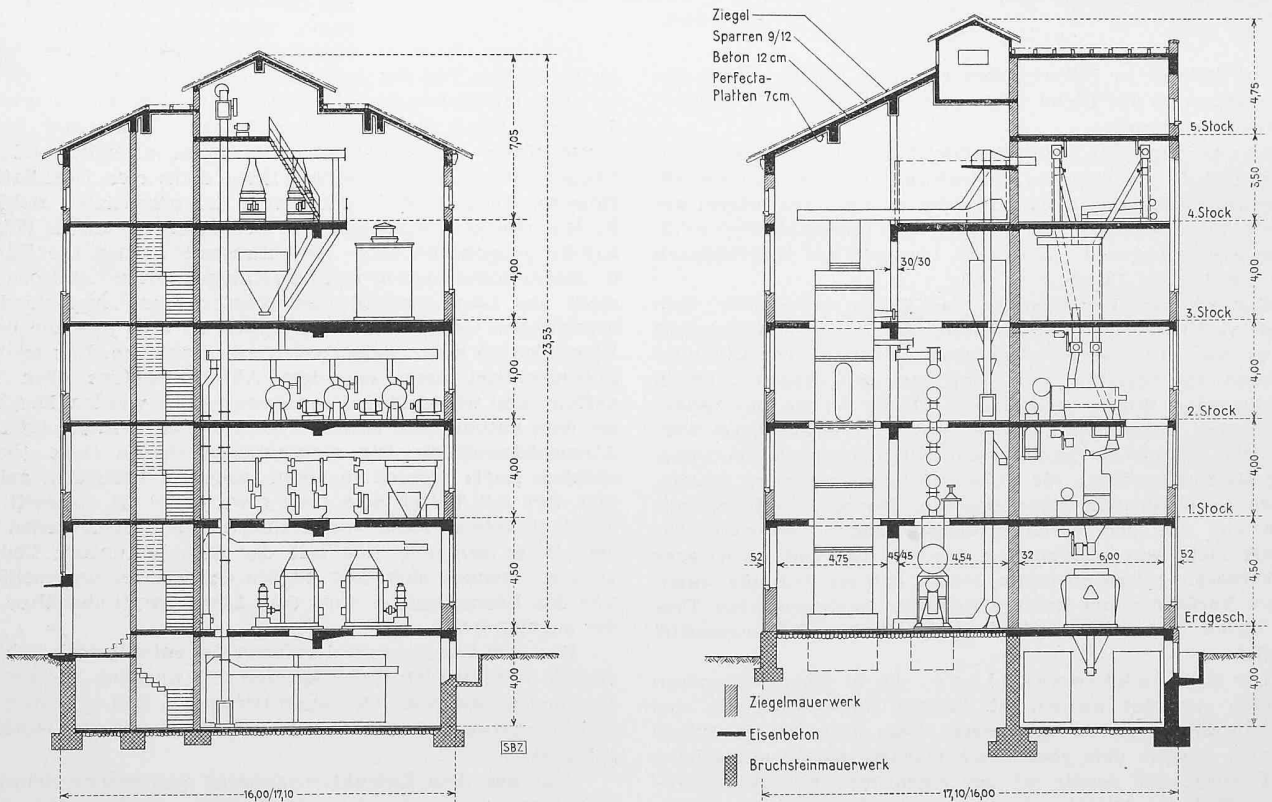 7,05
4,00
4,00
4,00
4,50
4,00
23,53
SBZ
16,00/17,10
Ziegel
Sparren 9/12
Beton 12 cm
Perfecta-
Platten 7cm
4,75
5.Stock
3,50
4.Stock
4,00
30/30
3.Stock
4,00
2.Stock
4,00
1.Stock
52
4,75
45/45
4,54
32
6,00
52
4,50
Erdgesch.
4,00
Ziegelmauerwerk
Eisenbeton
Bruchsteinmauerwerk
17,10/16,00